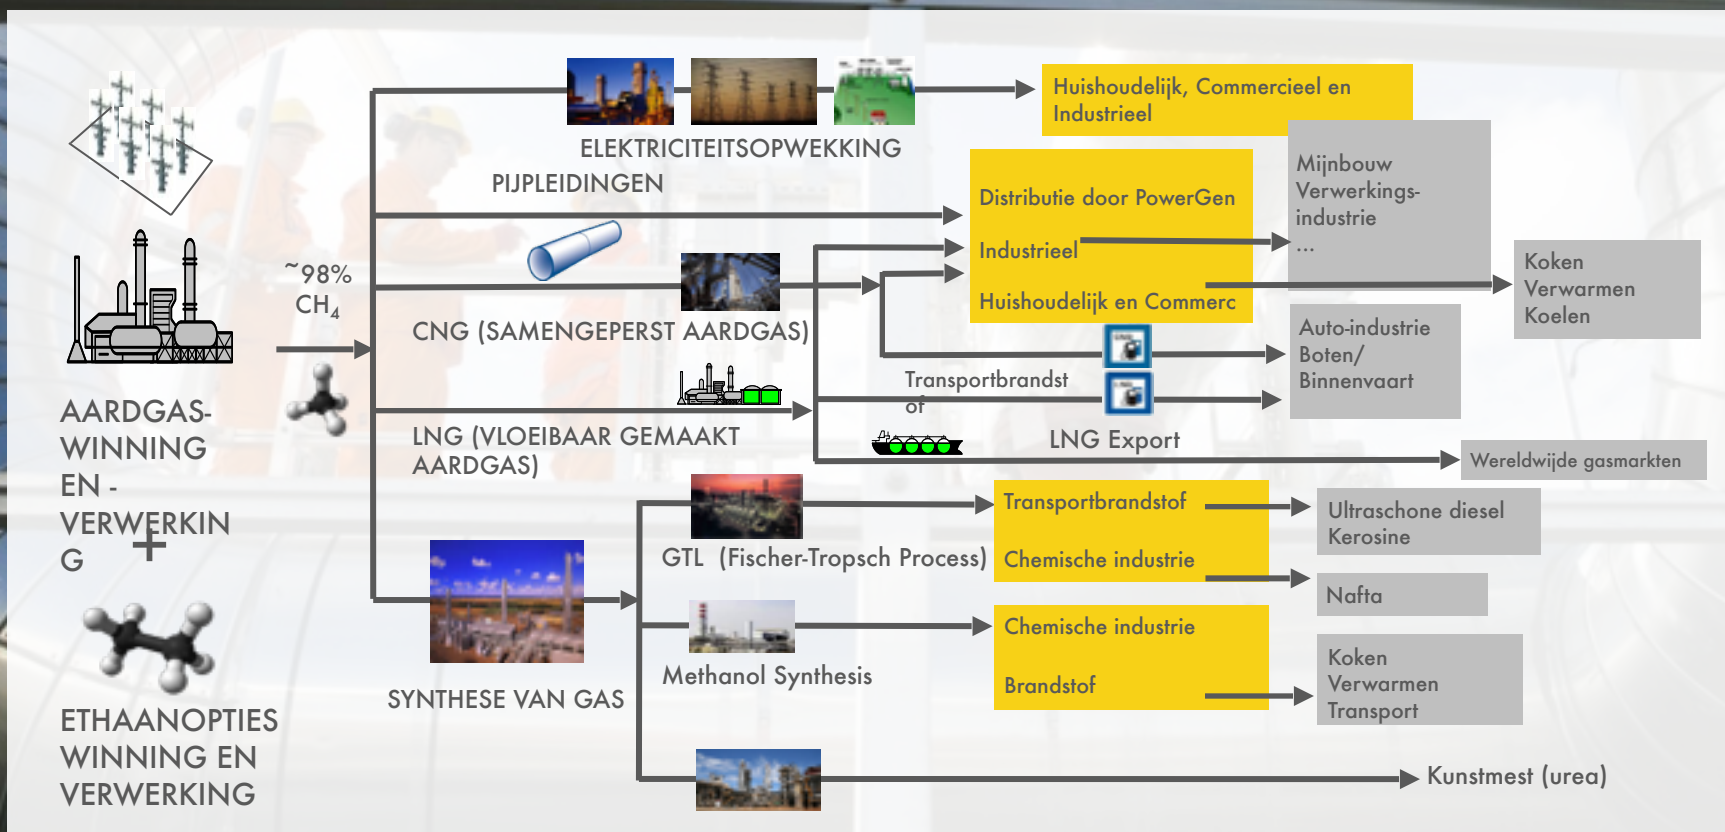 Huishoudelijk, Commercieel en
Industrieel
ELEKTRICITEITSOPWEKKING
PIJPLEIDINGEN
Distributie door PowerGen
Industrieel
Huishoudelijk en Commerc
Mijnbouw
Verwerkings-
industrie
...
Koken
Verwarmen
Koelen
~98%
CH₄
CNG (SAMENGEPERST AARDGAS)
Auto-industrie
Boten/
Binnenvaart
Transportbrandst
of
AARDGAS-
WINNING
EN -
VERWERKIN
G
+
LNG (VLOEIBAAR GEMAAKT
AARDGAS)
LNG Export
Wereldwijde gasmarkten
Transportbrandstof
Chemische industrie
Ultraschone diesel
Kerosine
GTL (Fischer-Tropsch Process)
Nafta
Chemische industrie
Brandstof
Methanol Synthesis
Koken
Verwarmen
Transport
SYNTHESE VAN GAS
ETHAANOPTIES
WINNING EN
VERWERKING
Kunstmest (urea)